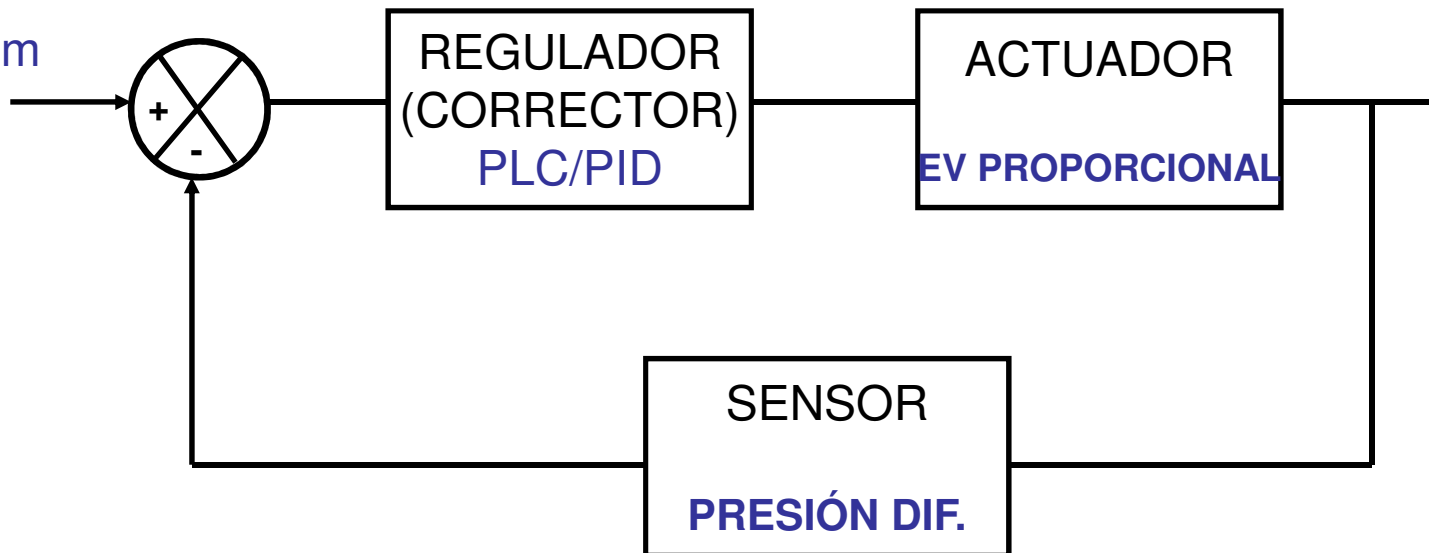 m
+
-
REGULADOR
(CORRECTOR)
PLC/PID
ACTUADOR
EV PROPORCIONAL
SENSOR
PRESIÓN DIF.